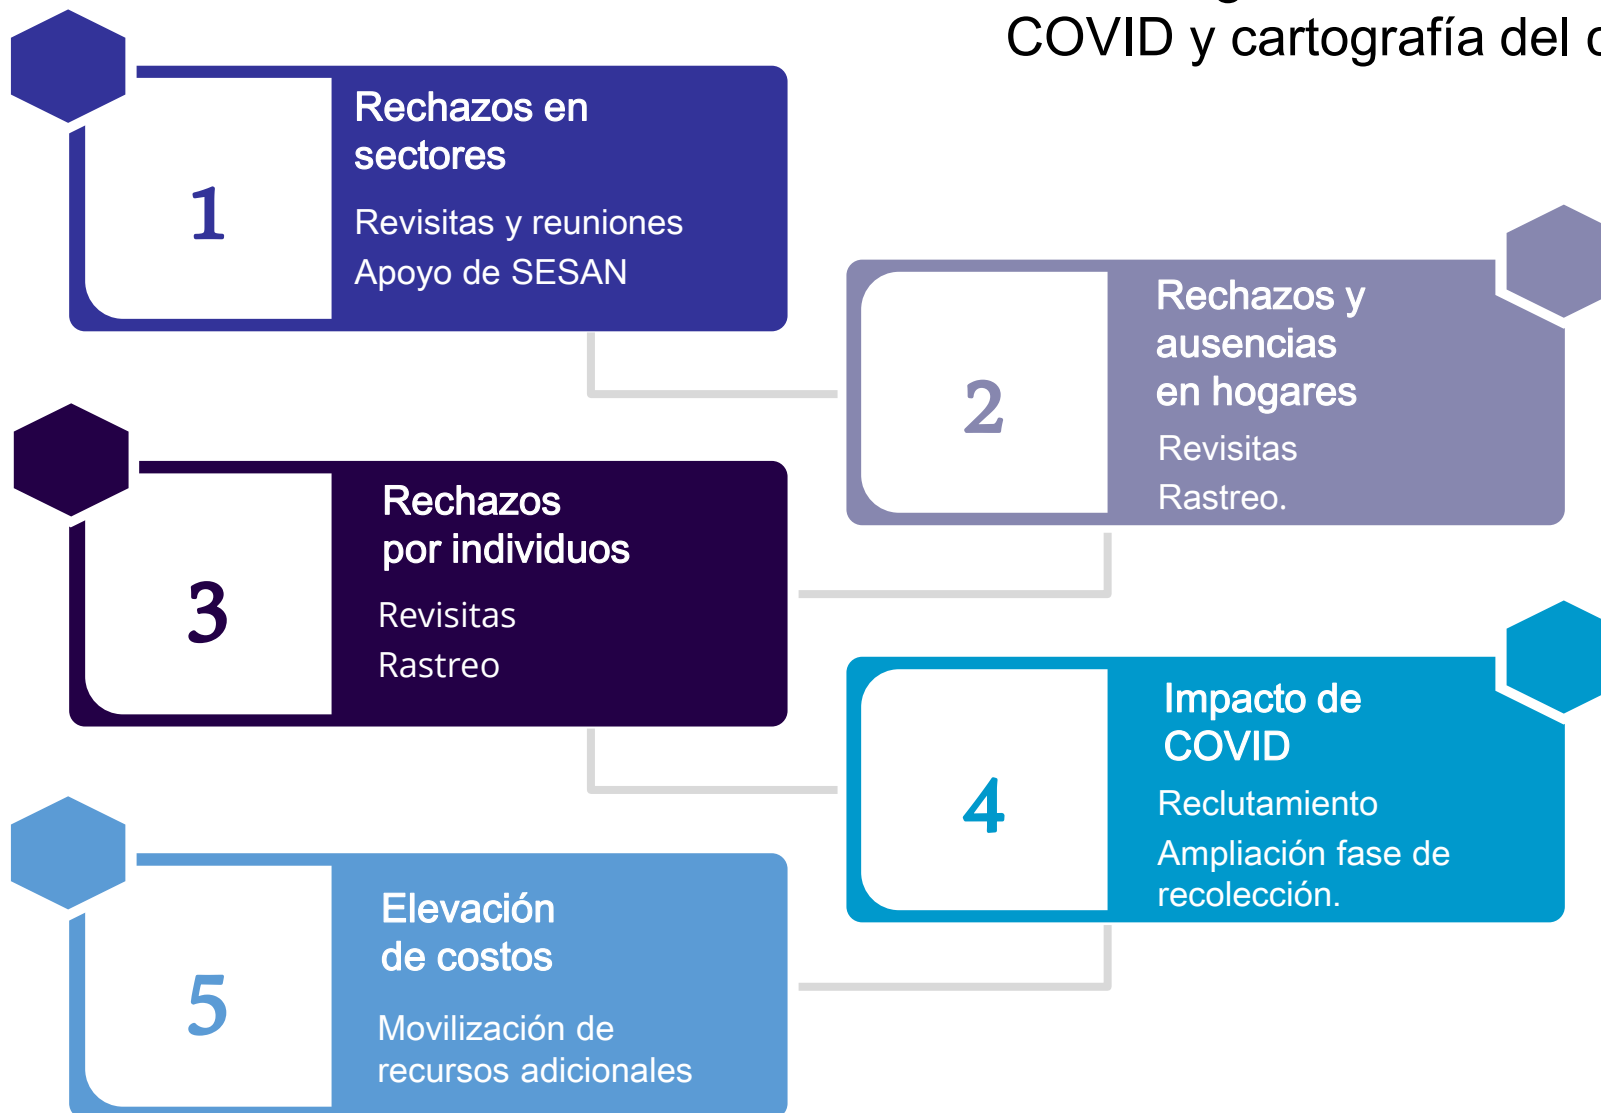 COVID y cartografía del
1
Rechazos en
sectores
Revisitas y reuniones
Apoyo de SESAN
2
Rechazos y
ausencias
en hogares
Revisitas
Rastreo.
3
Rechazos
por individuos
Revisitas
Rastreo
4
Impacto de
COVID
Reclutamiento
Ampliación fase de
recolección.
5
Elevación
de costos
Movilización de
recursos adicionales